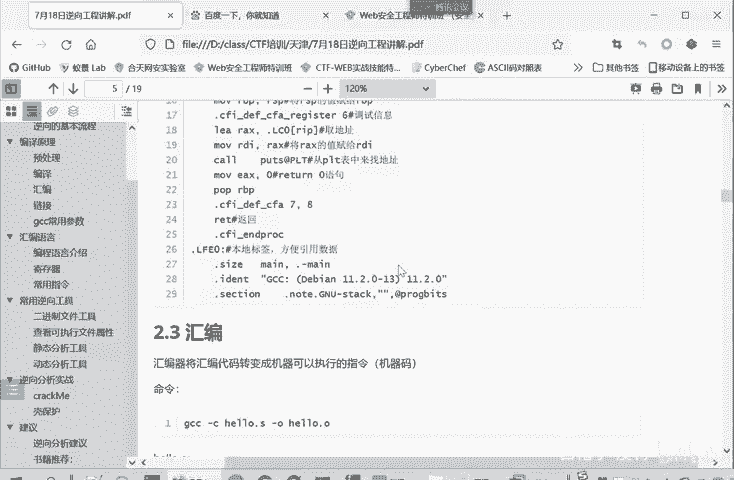 7月18日逆向工程讲解.pdf
百度一下，你就知道
Web安全工程师特训班
file:///D:/class/CTF培训/天津/7月18日逆向工程讲解.pdf
GitHub 蚁景 Lab 合天网安实验室 Web安全工程师特训班 CTF-WEB实战技能特... CyberChef ASCII码对照表 其他书签 移动设备上的书签
5 / 19 120%
逆向的基本流程
编译原理
预处理
编译
汇编
链接
gcc常用参数
汇编语言
编程语言介绍
寄存器
常用指令
常用逆向工具
二进制文件工具
查看可执行文件属性
静态分析工具
动态分析工具
逆向分析实战
crackMe
壳保护
建议
逆向分析建议
书籍推荐：
16 mov rbp, rsp#将rsp的值赋给rbp
17 .cfi_def_cfa_register 6#调试信息
18 lea rax, .LC0[rip]#取地址
19 mov rdi, rax#将rax的值赋给rdi
20 call puts@PLT#从plt表中来找地址
21 mov eax, 0#return 0语句
22 pop rbp
23 .cfi_def_cfa 7, 8
24 ret#返回
25 .cfi_endproc
26 .LFE0:#本地标签，方便引用数据
27 .size main, .-main
28 .ident "GCC: (Debian 11.2.0-13) 11.2.0"
29 .section .note.GNU-stack,"",@progbits
2.3 汇编
汇编器将汇编代码转变成机器可以执行的指令（机器码）
命令：
1 gcc -c hello.s -o hello.o